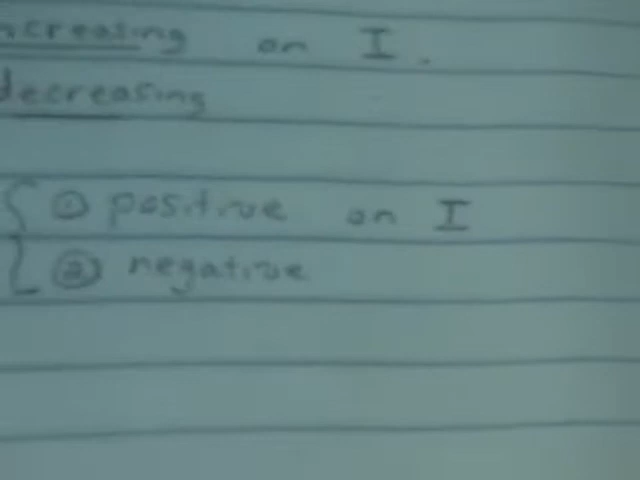 ncreasing on I.
decreasing
① positive on I
② negative